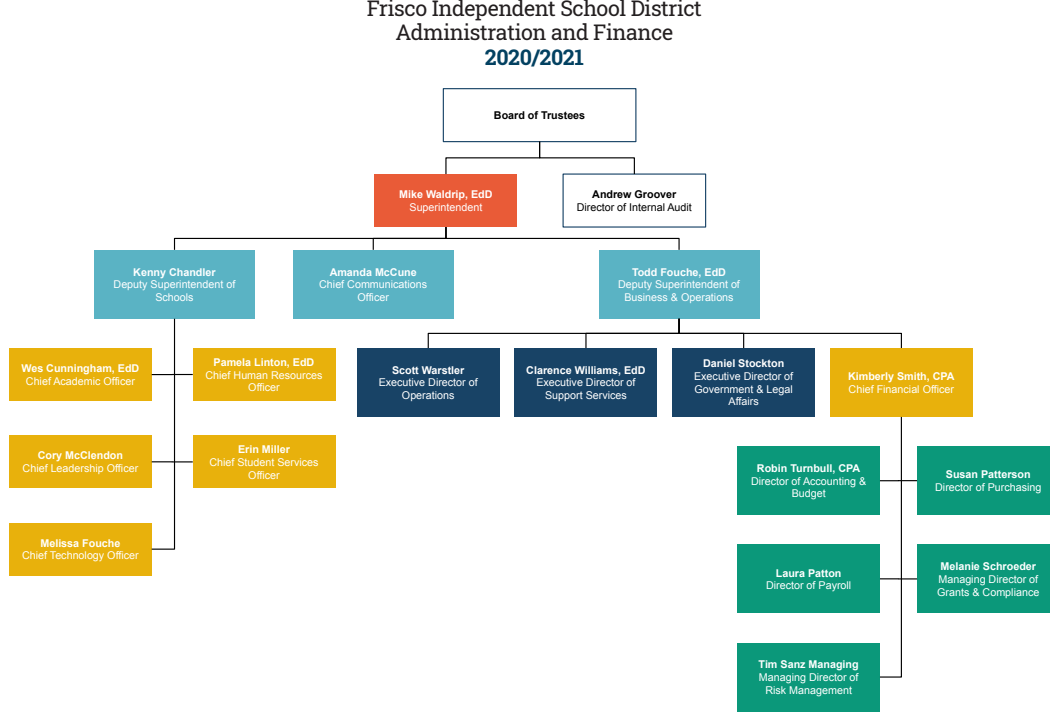 Frisco Independent School District
Administration and Finance
2020/2021
Board of Trustees
Mike Waldrip, EdD
Superintendent
Andrew Groover
Director of Internal Audit
Kenny Chandler
Deputy Superintendent of
Schools
Amanda McCune
Chief Communications
Officer
Todd Fouche, EdD
Deputy Superintendent of
Business & Operations
Wes Cunningham, EdD
Chief Academic Officer
Pamela Linton, EdD
Chief Human Resources
Officer
Scott Warstler
Executive Director of
Operations
Clarence Williams, EdD
Executive Director of
Support Services
Daniel Stockton
Executive Director of
Government & Legal
Affairs
Kimberly Smith, CPA
Chief Financial Officer
Cory McClendon
Chief Leadership Officer
Erin Miller
Chief Student Services
Officer
Robin Turnbull, CPA
Director of Accounting &
Budget
Susan Patterson
Director of Purchasing
Melissa Fouche
Chief Technology Officer
Laura Patton
Director of Payroll
Melanie Schroeder
Managing Director of
Grants & Compliance
Tim Sanz Managing
Managing Director of
Risk Management